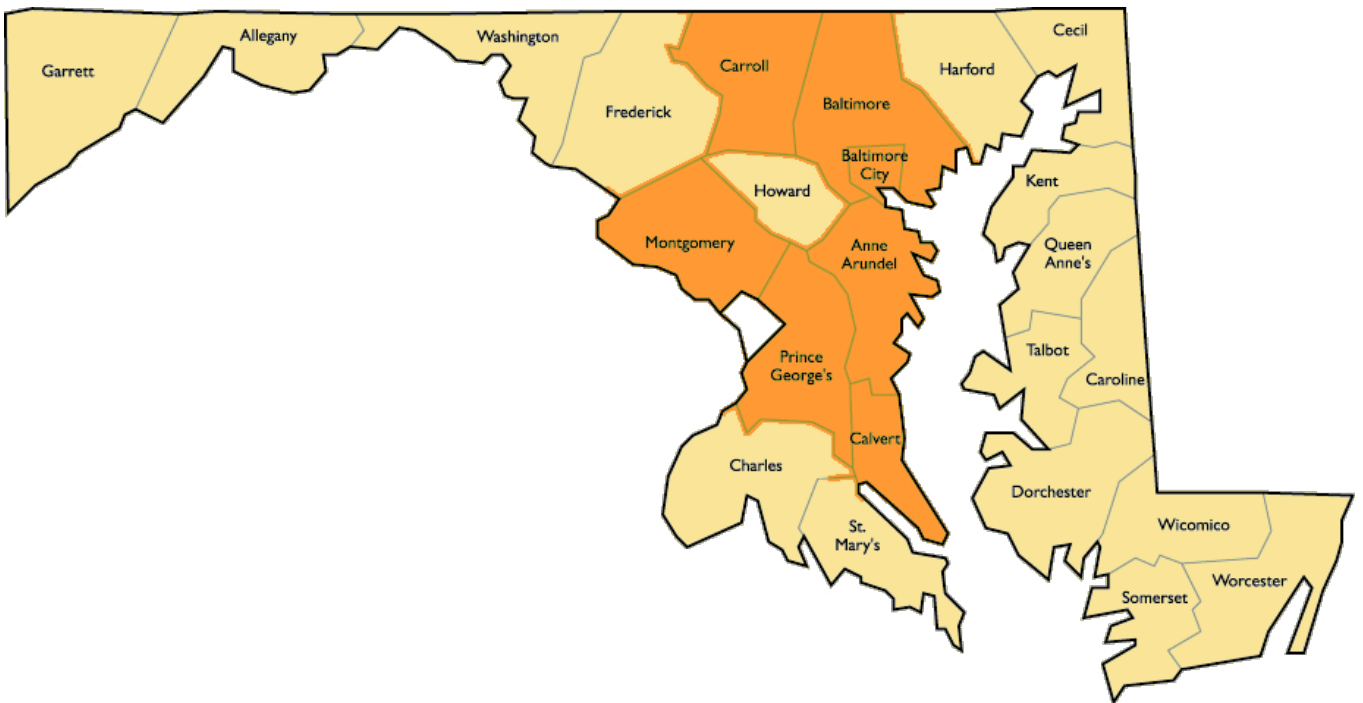 Garrett
Allegany
Washington
Frederick
Carroll
Baltimore
Baltimore
City
Harford
Cecil
Howard
Montgomery
Anne
Arundel
Prince
George's
Calvert
Charles
St.
Mary's
Kent
Queen
Anne's
Talbot
Caroline
Dorchester
Wicomico
Somerset
Worcester